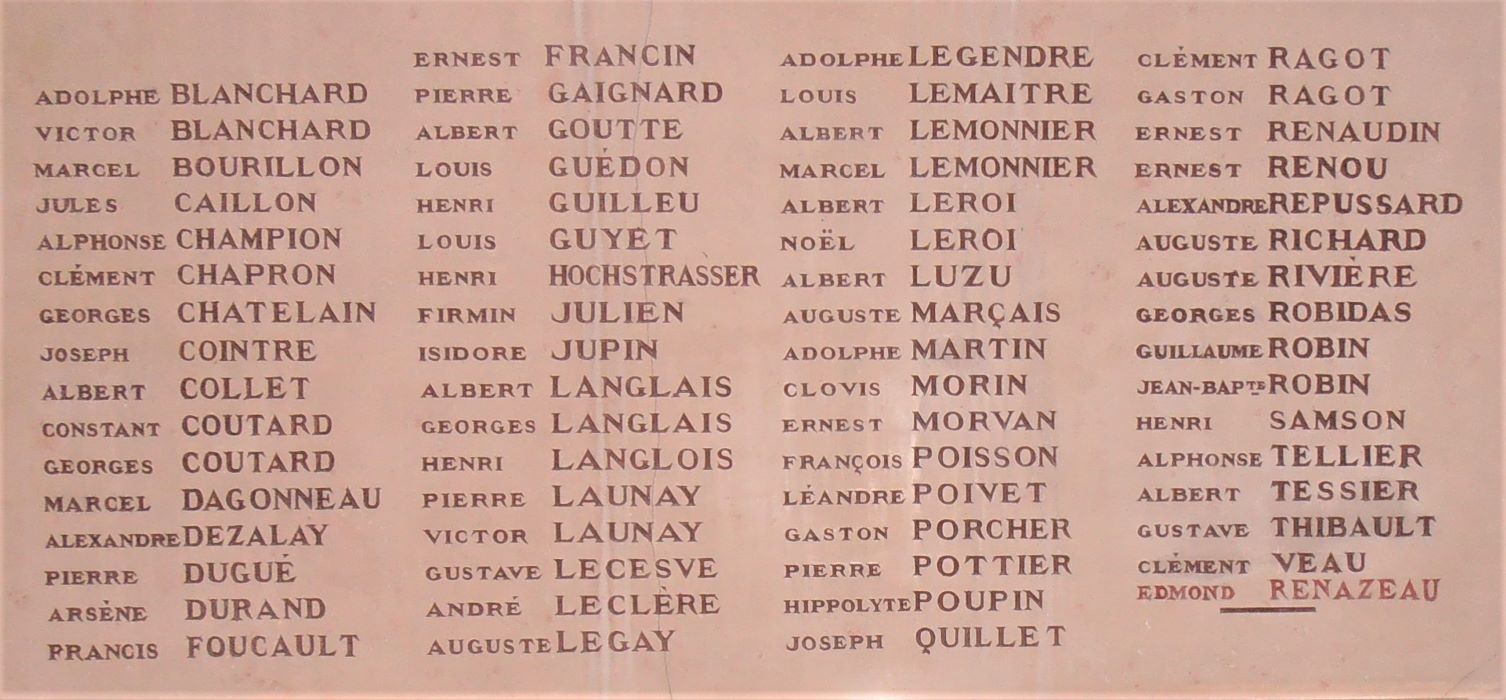 ADOLPHE BLANCHARD
VICTOR BLANCHARD
MARCEL BOURILLON
JULES CAILLON
ALPHONSE CHAMPION
CLÉMENT CHAPRON
GEORGES CHATELAIN
JOSEPH COINTRE
ALBERT COLLET
CONSTANT COUTARD
GEORGES COUTARD
MARCEL DAGONNEAU
ALEXANDRE DEZALAY
PIERRE DUGUÉ
ARSÈNE DURAND
FRANCIS FOUCAULT
ERNEST FRANCIN
PIERRE GAIGNARD
ALBERT GOUTTE
LOUIS GUÉDON
HENRI GUILLEU
LOUIS GUYET
HENRI HOCHSTRASSER
FIRMIN JULIEN
ISIDORE JUPIN
ALBERT LANGLAIS
GEORGES LANGLAIS
HENRI LANGLOIS
PIERRE LAUNAY
VICTOR LAUNAY
GUSTAVE LECESVE
ANDRÉ LECLÈRE
AUGUSTE LEGAY
ADOLPHE LEGENDRE
LOUIS LEMAITRE
ALBERT LEMONNIER
MARCEL LEMONNIER
ALBERT LEROI
NOËL LEROI
ALBERT LUZU
AUGUSTE MARÇAIS
ADOLPHE MARTIN
CLOVIS MORIN
ERNEST MORVAN
FRANÇOIS POISSON
LÉANDRE POIVET
GASTON PORCHER
PIERRE POTTIER
HIPPOLYTE POUPIN
JOSEPH QUILLET
CLÉMENT RAGOT
GASTON RAGOT
ERNEST RENAUDIN
ERNEST RENOU
ALEXANDRE REPUSSARD
AUGUSTE RICHARD
AUGUSTE RIVIÈRE
GEORGES ROBIDAS
GUILLAUME ROBIN
JEAN-BAPTE ROBIN
HENRI SAMSON
ALPHONSE TELLIER
ALBERT TESSIER
GUSTAVE THIBAULT
CLÉMENT VEAU
EDMOND RENAZEAU